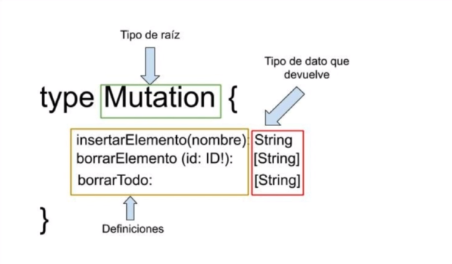 Tipo de raíz
Tipo de dato que
devuelve
type Mutation {
insertarElemento(nombre): String
borrarElemento (id: ID!): [String]
borrarTodo: [String]
}
Definiciones